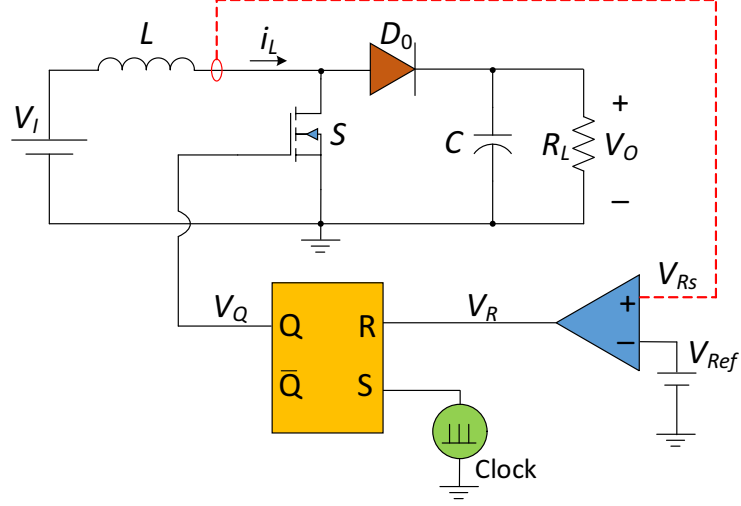 L
i_L
D_0
V_I
S
C
R_L
+
V_O
−
V_Q
Q
R
V_R
V_Rs
+
−
V_Ref
Q̅
S
Clock